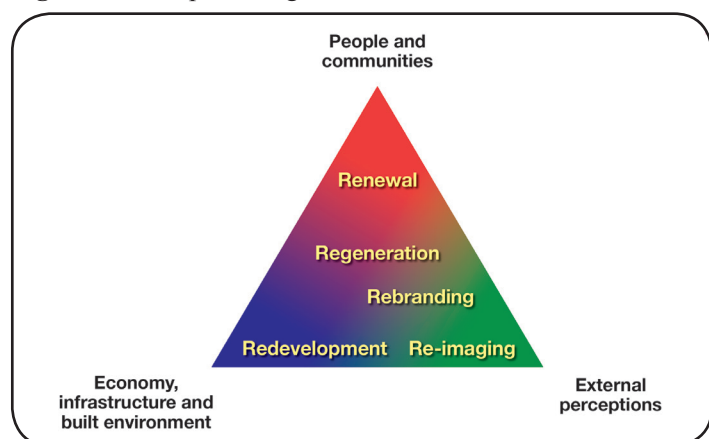 People and
communities
Renewal
Regeneration
Rebranding
Redevelopment
Re-imaging
Economy,
infrastructure and
built environment
External
perceptions